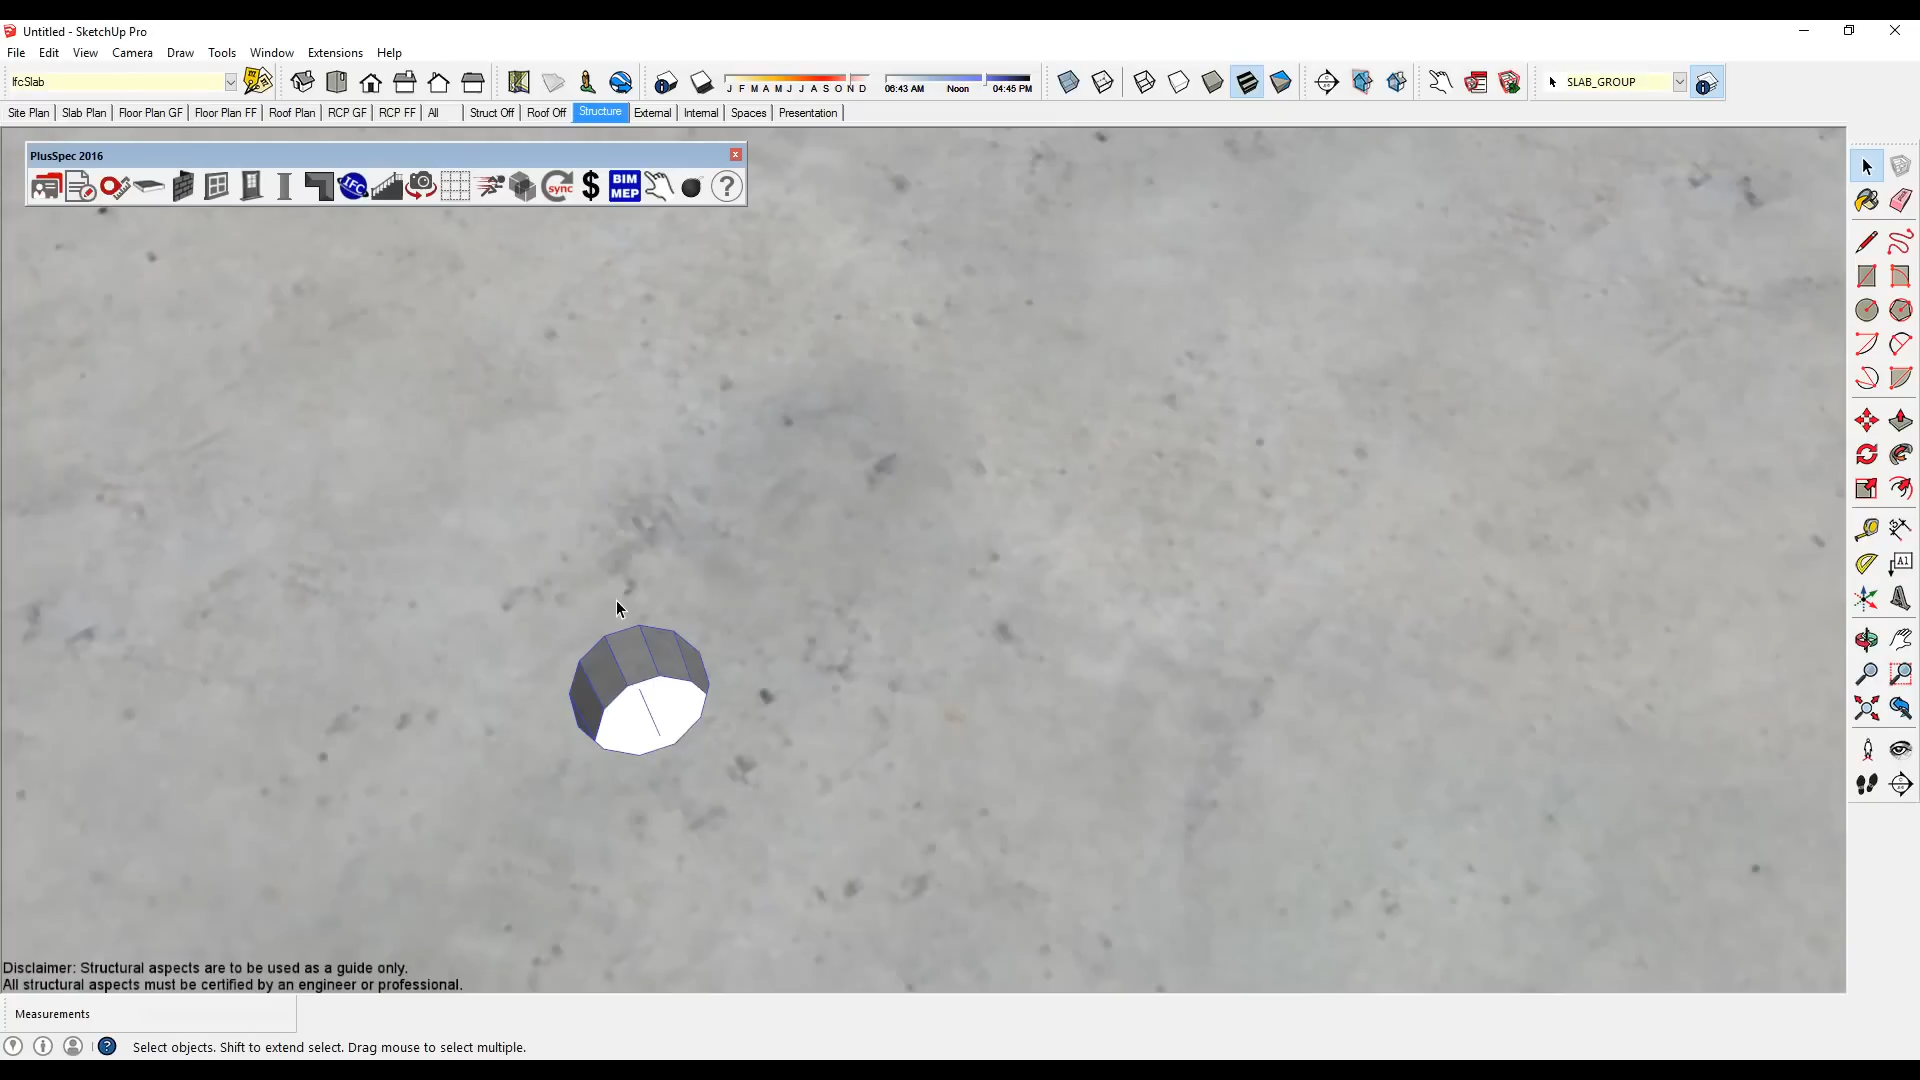 Untitled - SketchUp Pro
File Edit View Camera Draw Tools Window Extensions Help
IfcSlab
J F M A M J J A S O N D
06:43 AM Noon 04:45 PM
SLAB_GROUP
Site Plan Slab Plan Floor Plan GF Floor Plan FF Roof Plan RCP GF RCP FF All Struct Off Roof Off Structure External Internal Spaces Presentation
PlusSpec 2016
IFC sync $ BIM MEP ?
A1
Disclaimer: Structural aspects are to be used as a guide only.
All structural aspects must be certified by an engineer or professional.
Measurements
Select objects. Shift to extend select. Drag mouse to select multiple.